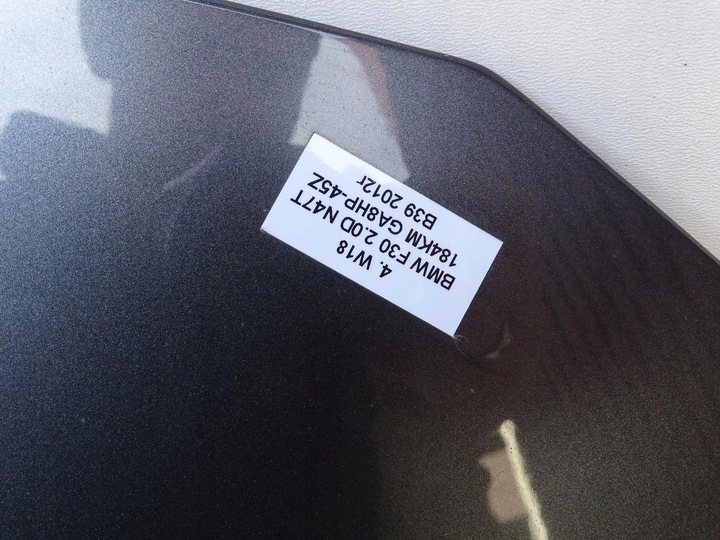 4. W18
BMW F30 2.0D N47T
184KM GA8HP-45Z
B39 2012r